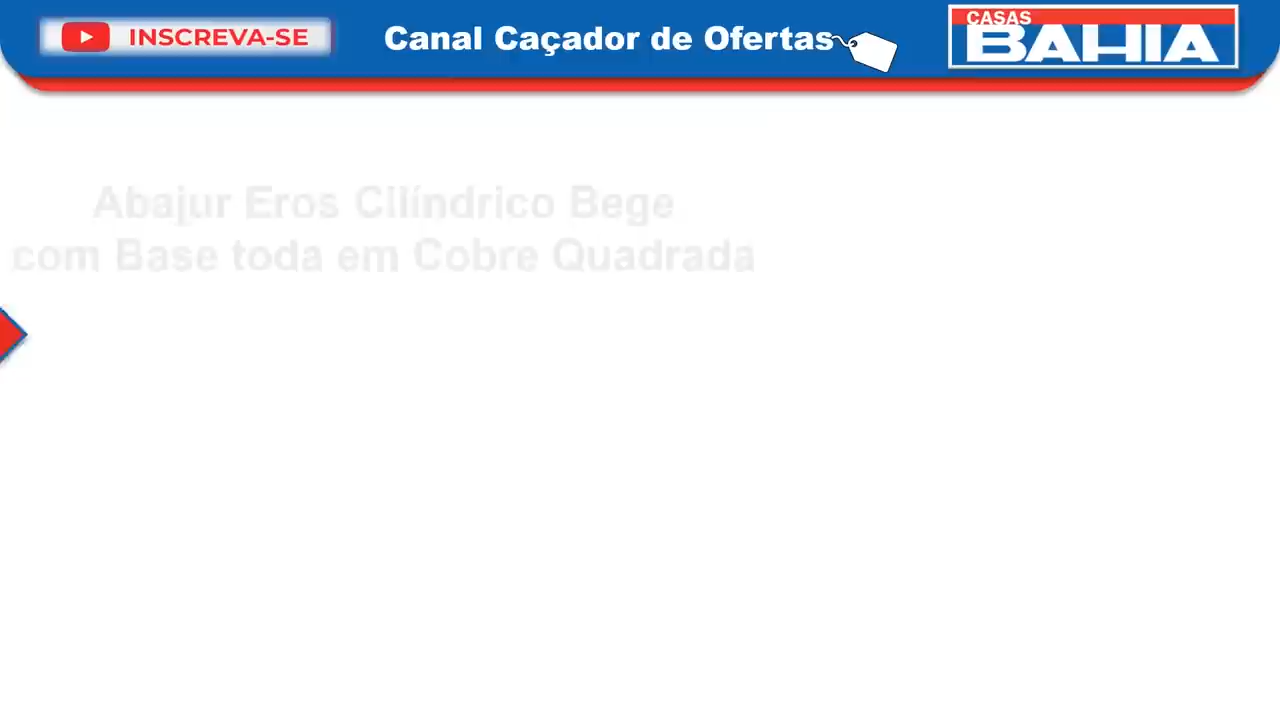 INSCREVA-SE
Canal Caçador de Ofertas
CASAS
BAHIA
Abajur Eros Cilíndrico Bege
com Base toda em Cobre Quadrada